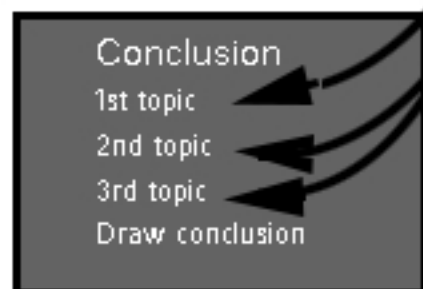 Conclusion
1st topic
2nd topic
3rd topic
Draw conclusion